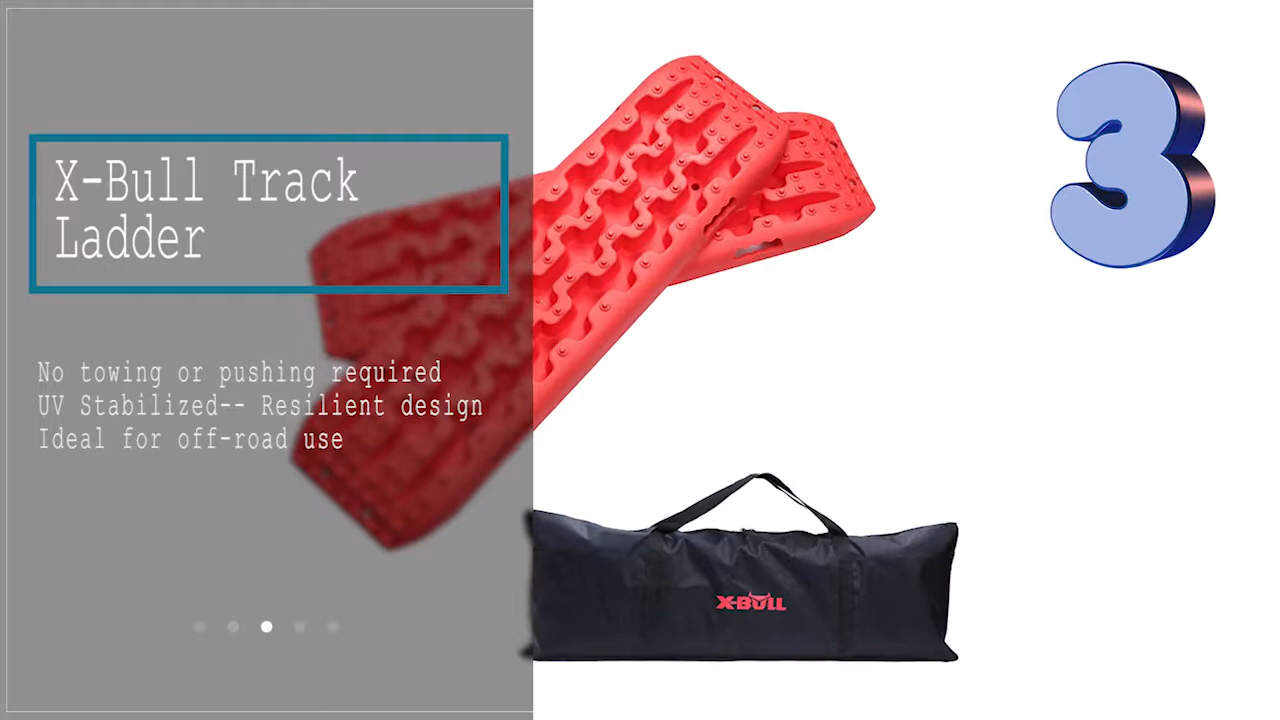 X-Bull Track
Ladder
3
No towing or pushing required
UV Stabilized-- Resilient design
Ideal for off-road use
X-BULL